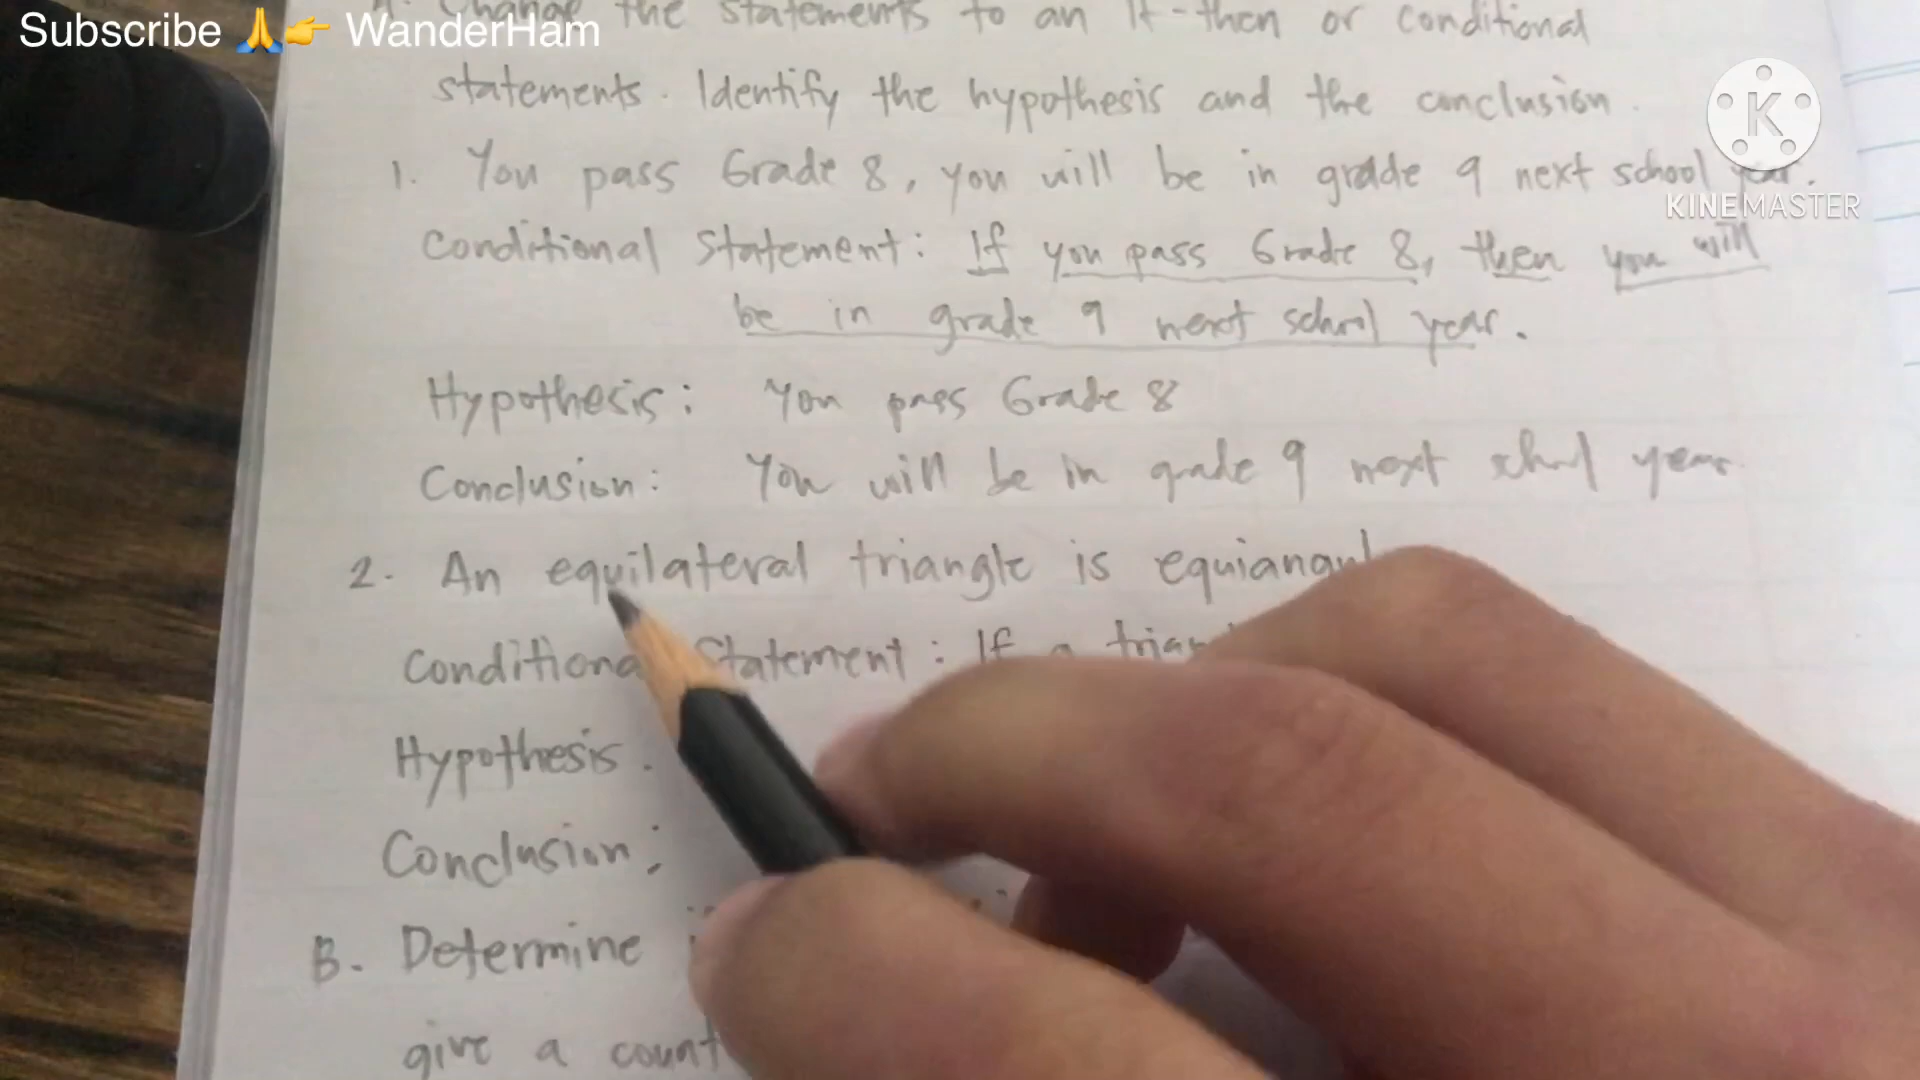 Subscribe 🙏👉 WanderHam
A. Change the statements to an If-then or conditional
statements. Identify the hypothesis and the conclusion.
1. You pass Grade 8, you will be in grade 9 next school year.
Conditional Statement: If you pass Grade 8, then you will
be in grade 9 next school year.
Hypothesis: You pass Grade 8
Conclusion: You will be in grade 9 next school year
2. An equilateral triangle is
Conditional Statement: If a
Hypothesis.
Conclusion:
B. Determine
give a
K
KINEMASTER